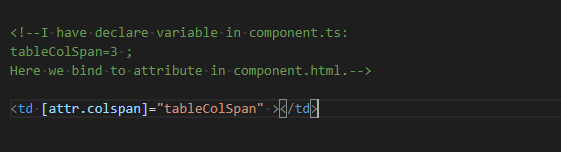 <!--I have declare variable in component.ts:
tableColSpan=3 ;
Here we bind to attribute in component.html.-->
<td [attr.colspan]="tableColSpan" ></td>